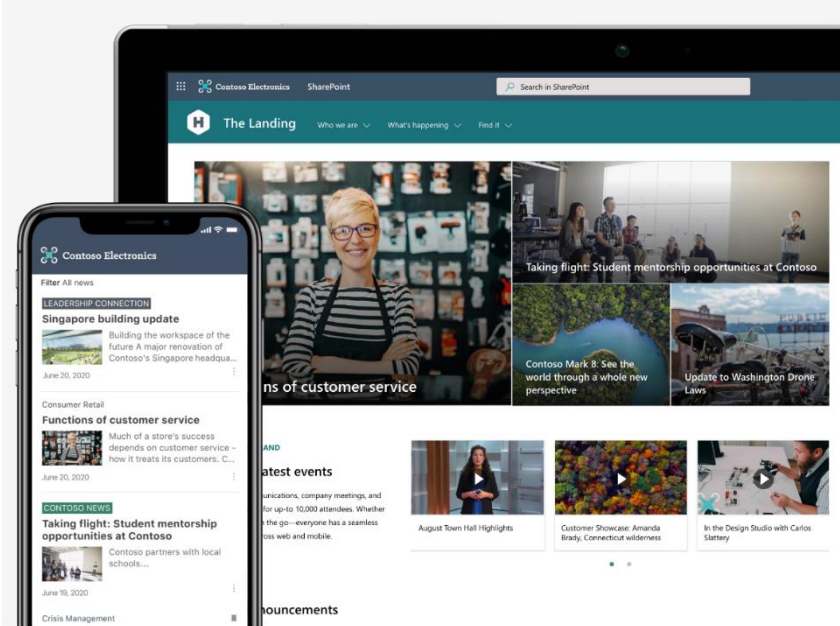 Contoso Electronics
SharePoint
Search in SharePoint
H
The Landing
Who we are
What's happening
Find it
Taking flight: Student mentorship opportunities at Contoso
ns of customer service
Contoso Mark 8: See the
world through a whole new
perspective
Update to Washington Drone
Laws
PUBLIC
AND
atest events
unications, company meetings, and
for up-to 10,000 attendees. Whether
the go—everyone has a seamless
oss web and mobile.
August Town Hall Highlights
Customer Showcase: Amanda
Brady, Connecticut wilderness
In the Design Studio with Carlos
Slattery
nouncements
Contoso Electronics
Filter All news
LEADERSHIP CONNECTION
Singapore building update
Building the workspace of the
future A major renovation of
Contoso's Singapore headqua...
June 20, 2020
Consumer Retail
Functions of customer service
Much of a store's success
depends on customer service -
how it treats its customers. C...
June 20, 2020
CONTOSO NEWS
Taking flight: Student mentorship
opportunities at Contoso
Contoso partners with local
schools....
June 19, 2020
Crisis Management